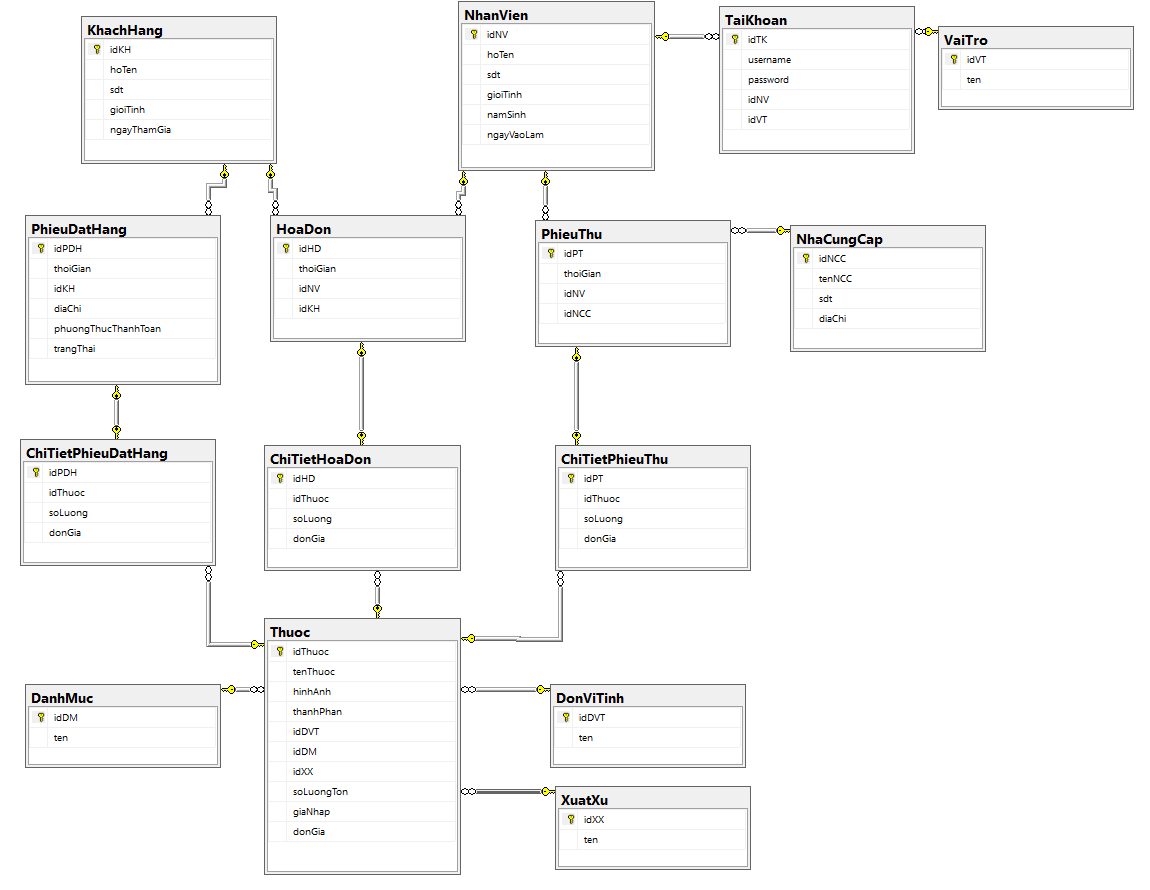 KhachHang
idKH
hoTen
sdt
gioiTinh
ngayThamGia
NhanVien
idNV
hoTen
sdt
gioiTinh
namSinh
ngayVaoLam
TaiKhoan
idTK
username
password
idNV
idVT
VaiTro
idVT
ten
PhieuDatHang
idPDH
thoiGian
idKH
diaChi
phuongThucThanhToan
trangThai
HoaDon
idHD
thoiGian
idNV
idKH
PhieuThu
idPT
thoiGian
idNV
idNCC
NhaCungCap
idNCC
tenNCC
sdt
diaChi
ChiTietPhieuDatHang
idPDH
idThuoc
soLuong
donGia
ChiTietHoaDon
idHD
idThuoc
soLuong
donGia
ChiTietPhieuThu
idPT
idThuoc
soLuong
donGia
Thuoc
idThuoc
tenThuoc
hinhAnh
thanhPhan
idDVT
idDM
idXX
soLuongTon
giaNhap
donGia
DanhMuc
idDM
ten
DonViTinh
idDVT
ten
XuatXu
idXX
ten